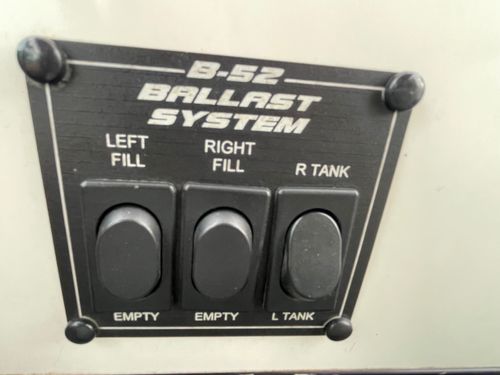 B-52
BALLAST
SYSTEM
LEFT
FILL
RIGHT
FILL
R TANK
EMPTY
EMPTY
L TANK